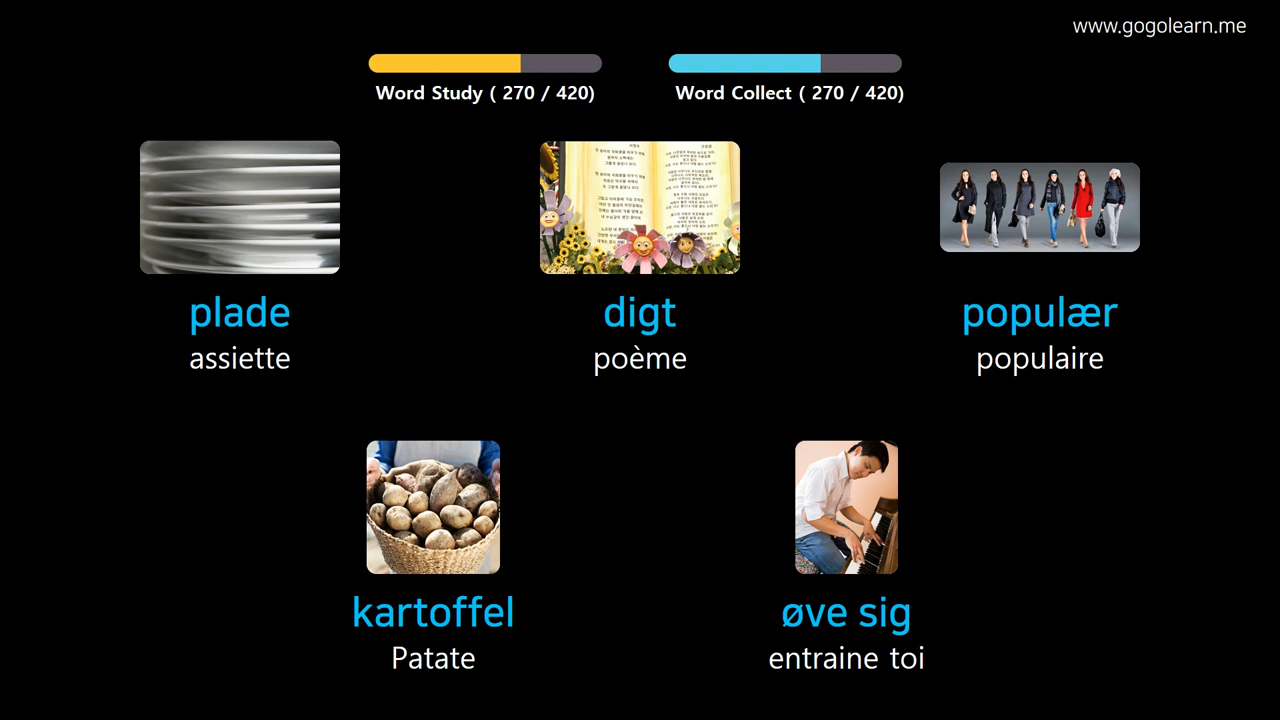 www.gogolearn.me
Word Study ( 270 / 420)
Word Collect ( 270 / 420)
plade
assiette
digt
poème
populær
populaire
kartoffel
Patate
øve sig
entraine toi